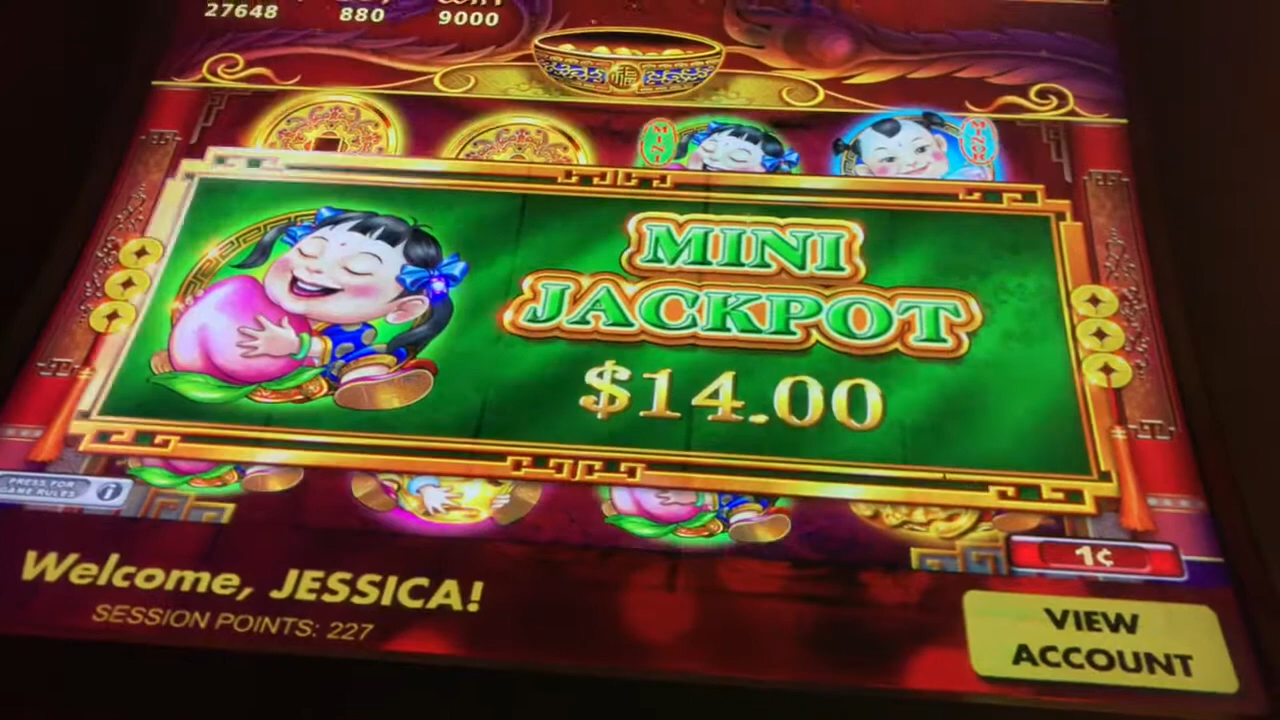 27648 880 9000
MINI
MINI
JACKPOT
$14.00
PRESS FOR
GAME RULES
1¢
Welcome, JESSICA!
SESSION POINTS: 227
VIEW
ACCOUNT